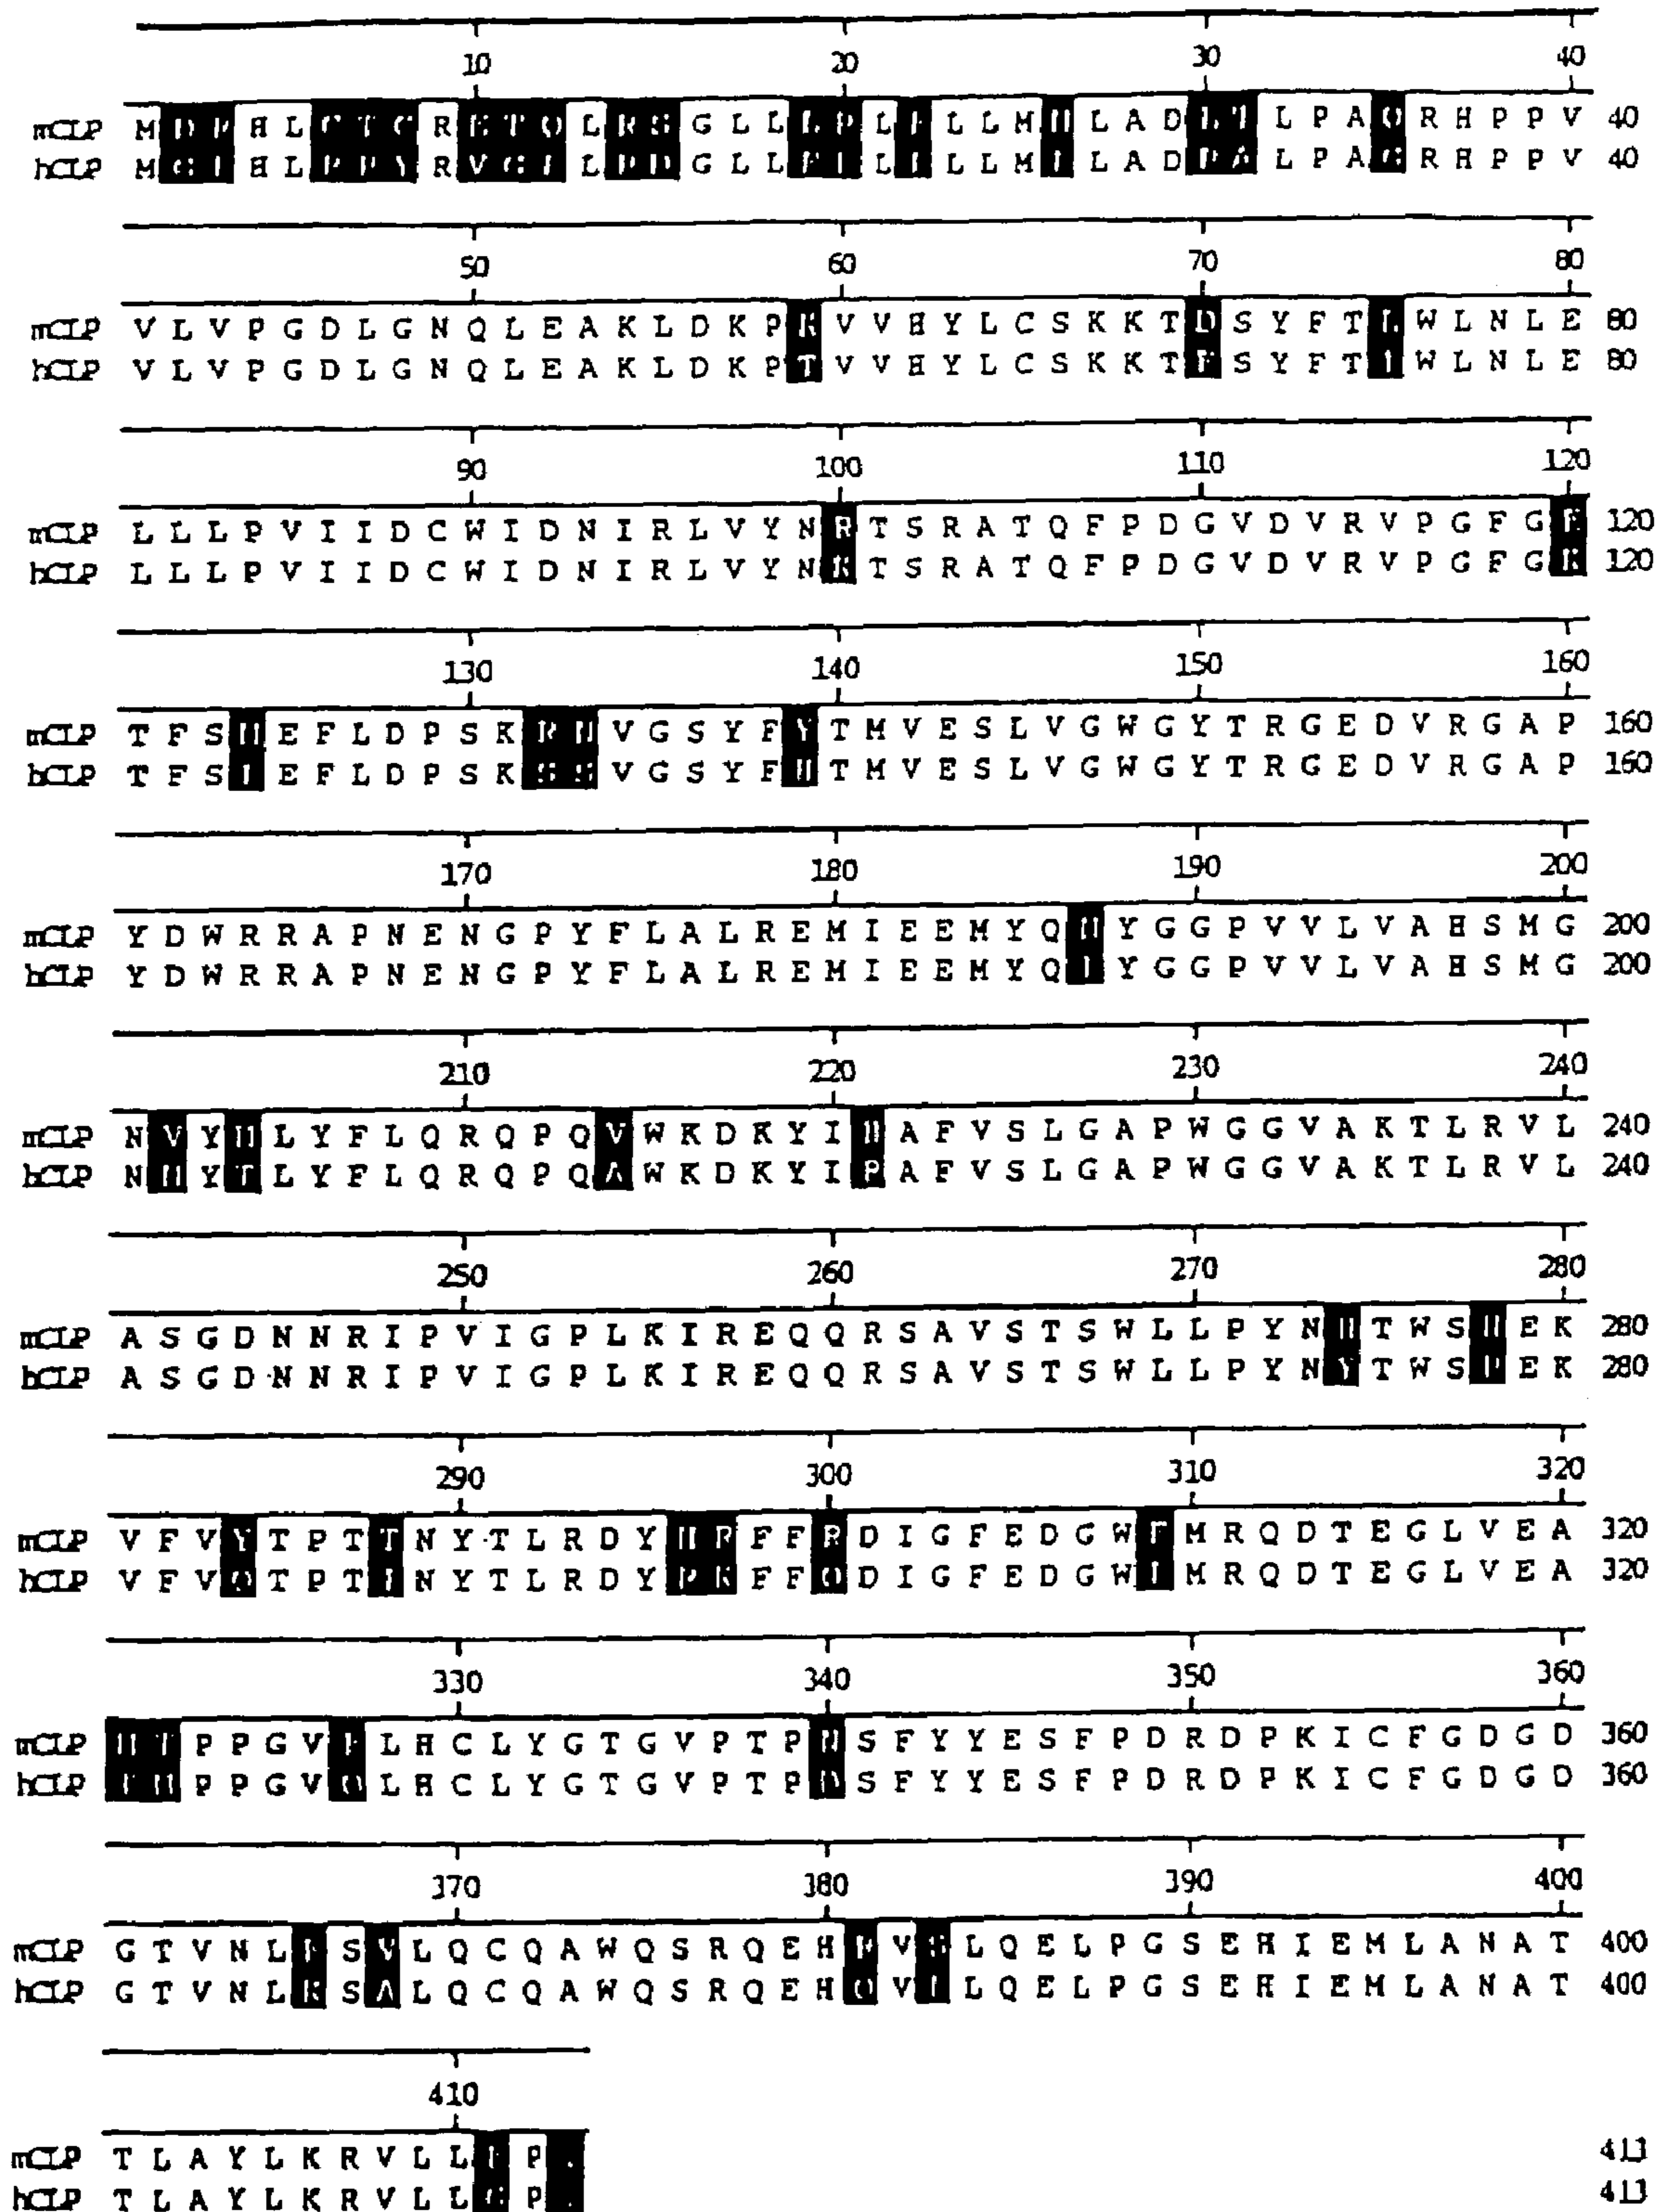 10 20 30 40
mCLP M H L R L G L L L L L M L A D L P A R H P P V 40
hCLP M G H L P P Y R V G L G L L L L L M L A D P A L P A R H P P V 40
50 60 70 80
mCLP V L V P G D L G N Q L E A K L D K P V V H Y L C S K K T D S Y F T L W L N L E 80
hCLP V L V P G D L G N Q L E A K L D K P T V V H Y L C S K K T S Y F T W L N L E 80
90 100 110 120
mCLP L L L P V I I D C W I D N I R L V Y N R T S R A T Q F P D G V D V R V P G F G 120
hCLP L L L P V I I D C W I D N I R L V Y N K T S R A T Q F P D G V D V R V P G F G K 120
130 140 150 160
mCLP T F S E F L D P S K V G S Y F Y T M V E S L V G W G Y T R G E D V R G A P 160
hCLP T F S E F L D P S K S S V G S Y F T M V E S L V G W G Y T R G E D V R G A P 160
170 180 190 200
mCLP Y D W R R A P N E N G P Y F L A L R E M I E E M Y Q Y G G P V V L V A H S M G 200
hCLP Y D W R R A P N E N G P Y F L A L R E M I E E M Y Q Y G G P V V L V A H S M G 200
210 220 230 240
mCLP N V Y L Y F L Q R Q P Q V W K D K Y I A F V S L G A P W G G V A K T L R V L 240
hCLP N Y T L Y F L Q R Q P Q A W K D K Y I P A F V S L G A P W G G V A K T L R V L 240
250 260 270 280
mCLP A S G D N N R I P V I G P L K I R E Q Q R S A V S T S W L L P Y N T W S E K 280
hCLP A S G D N N R I P V I G P L K I R E Q Q R S A V S T S W L L P Y N Y T W S P E K 280
290 300 310 320
mCLP V F V Y T P T T N Y T L R D Y F F R D I G F E D G W F M R Q D T E G L V E A 320
hCLP V F V Q T P T N Y T L R D Y K F F Q D I G F E D G W M R Q D T E G L V E A 320
330 340 350 360
mCLP P P G V L H C L Y G T G V P T P N S F Y Y E S F P D R D P K I C F G D G D 360
hCLP P P G V L H C L Y G T G V P T P D S F Y Y E S F P D R D P K I C F G D G D 360
370 380 390 400
mCLP G T V N L S V L Q C Q A W Q S R Q E H V L Q E L P G S E H I E M L A N A T 400
hCLP G T V N L K S A L Q C Q A W Q S R Q E H Q V L Q E L P G S E H I E M L A N A T 400
410
mCLP T L A Y L K R V L L P . 413
hCLP T L A Y L K R V L L P . 413